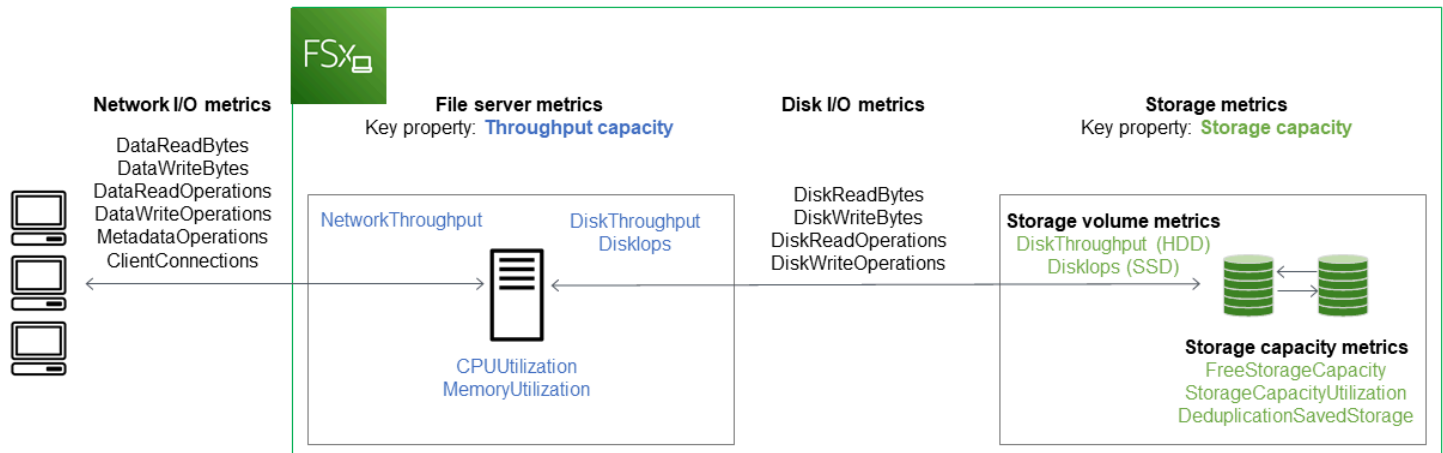 FSx
Network I/O metrics
DataReadBytes
DataWriteBytes
DataReadOperations
DataWriteOperations
MetadataOperations
ClientConnections
File server metrics
Key property: Throughput capacity
NetworkThroughput
DiskThroughput
DiskIops
CPUUtilization
MemoryUtilization
Disk I/O metrics
DiskReadBytes
DiskWriteBytes
DiskReadOperations
DiskWriteOperations
Storage metrics
Key property: Storage capacity
Storage volume metrics
DiskThroughput (HDD)
DiskIops (SSD)
Storage capacity metrics
FreeStorageCapacity
StorageCapacityUtilization
DeduplicationSavedStorage